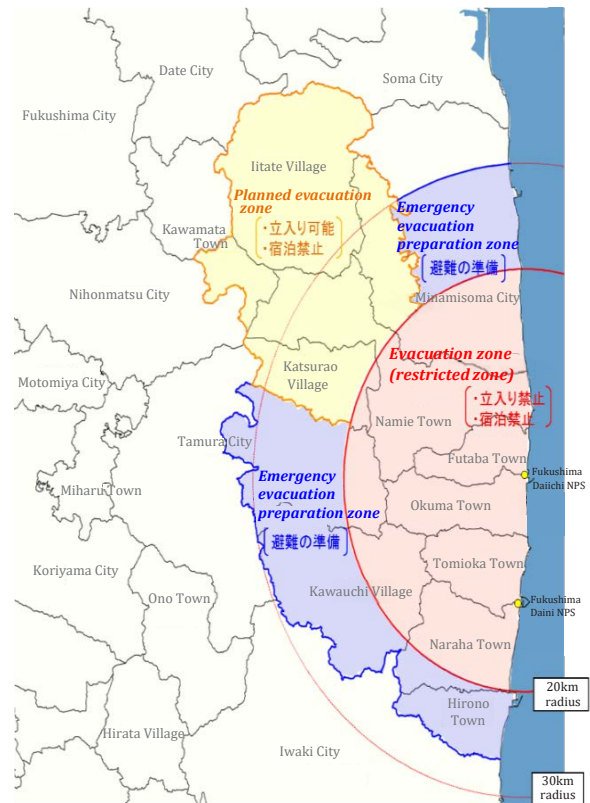 Date City
Soma City
Fukushima City
Iitate Village
Planned evacuation
zone
・立入り可能
・宿泊禁止
Emergency
evacuation
preparation zone
避難の準備
Kawamata
Town
Nihonmatsu City
Minamisoma City
Evacuation zone
(restricted zone)
・立入り禁止
・宿泊禁止
Katsurao
Village
Motomiya City
Namie Town
Tamura City
Futaba Town
Fukushima
Daiichi NPS
Emergency
evacuation
preparation zone
避難の準備
Miharu Town
Okuma Town
Tomioka Town
Koriyama City
Ono Town
Kawauchi Village
Fukushima
Daini NPS
Naraha Town
20km
radius
Hirono
Town
Hirata Village
Iwaki City
30km
radius